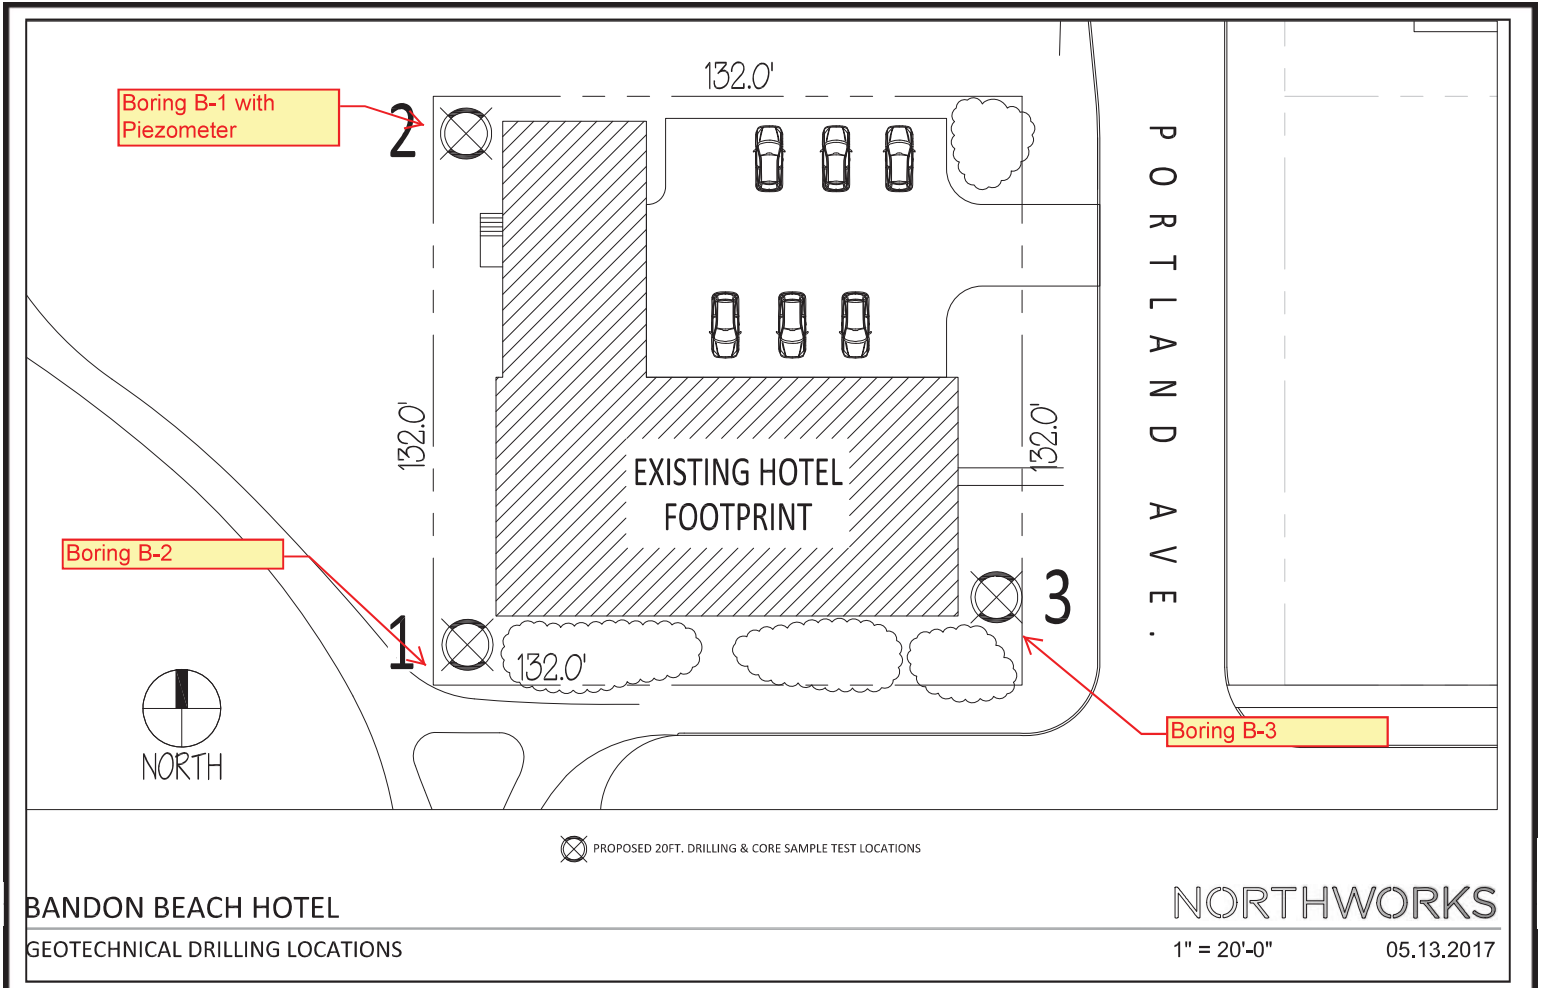 132.0'
Boring B-1 with
Piezometer
2
PORTLAND AVE.
132.0'
132.0'
EXISTING HOTEL
FOOTPRINT
Boring B-2
3
1
132.0'
Boring B-3
NORTH
PROPOSED 20FT. DRILLING & CORE SAMPLE TEST LOCATIONS
BANDON BEACH HOTEL
NORTHWORKS
GEOTECHNICAL DRILLING LOCATIONS
1" = 20'-0"
05.13.2017